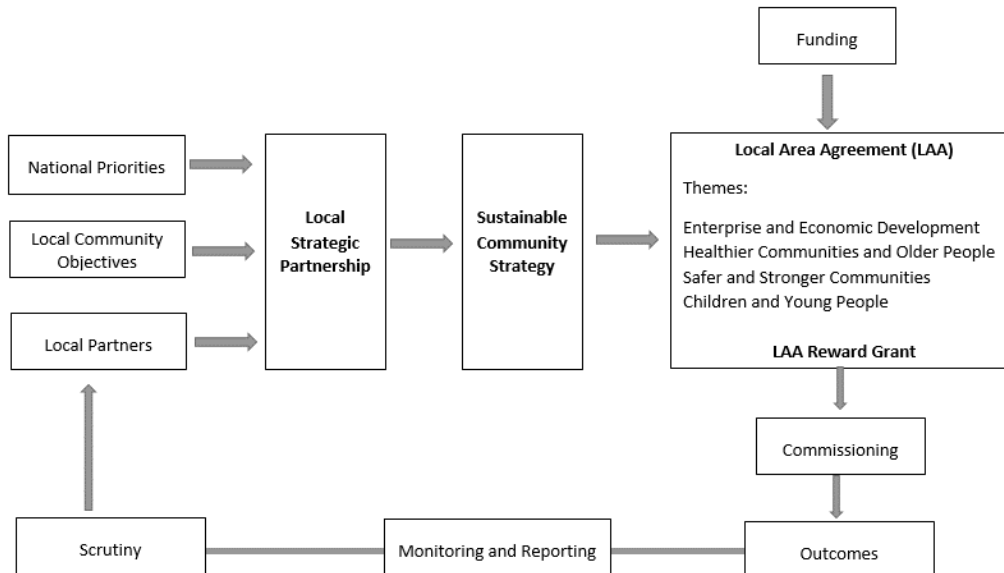 Funding
National Priorities
Local Community
Objectives
Local Partners
Local
Strategic
Partnership
Sustainable
Community
Strategy
Local Area Agreement (LAA)
Themes:
Enterprise and Economic Development
Healthier Communities and Older People
Safer and Stronger Communities
Children and Young People
LAA Reward Grant
Commissioning
Scrutiny
Monitoring and Reporting
Outcomes